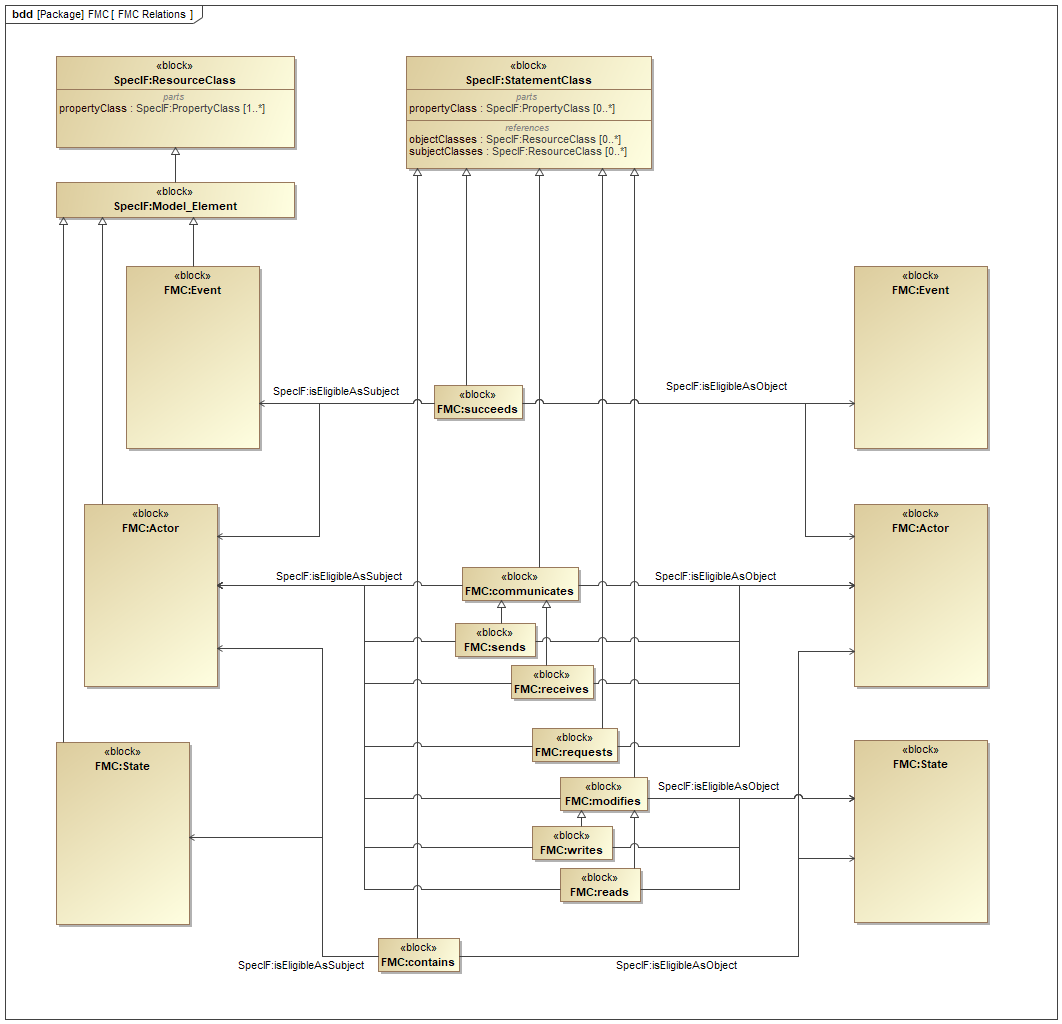 bdd [Package] FMC [ FMC Relations ]
«block»
SpecIF:ResourceClass
parts
propertyClass : SpecIF:PropertyClass [1..*]
«block»
SpecIF:StatementClass
parts
propertyClass : SpecIF:PropertyClass [0..*]
references
objectClasses : SpecIF:ResourceClass [0..*]
subjectClasses : SpecIF:ResourceClass [0..*]
«block»
SpecIF:Model_Element
«block»
FMC:Event
«block»
FMC:Event
SpecIF:isEligibleAsSubject
«block»
FMC:succeeds
SpecIF:isEligibleAsObject
«block»
FMC:Actor
«block»
FMC:Actor
SpecIF:isEligibleAsSubject
«block»
FMC:communicates
SpecIF:isEligibleAsObject
«block»
FMC:sends
«block»
FMC:receives
«block»
FMC:requests
«block»
FMC:State
«block»
FMC:State
«block»
FMC:modifies
SpecIF:isEligibleAsObject
«block»
FMC:writes
«block»
FMC:reads
«block»
FMC:contains
SpecIF:isEligibleAsSubject
SpecIF:isEligibleAsObject